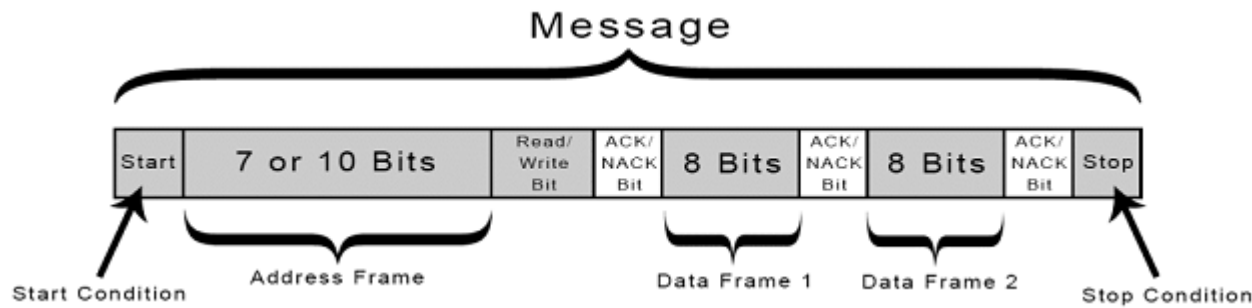 Message
Start
7 or 10 Bits
Read/
Write
Bit
ACK/
NACK
Bit
8 Bits
ACK/
NACK
Bit
8 Bits
ACK/
NACK
Bit
Stop
Start Condition
Address Frame
Data Frame 1
Data Frame 2
Stop Condition